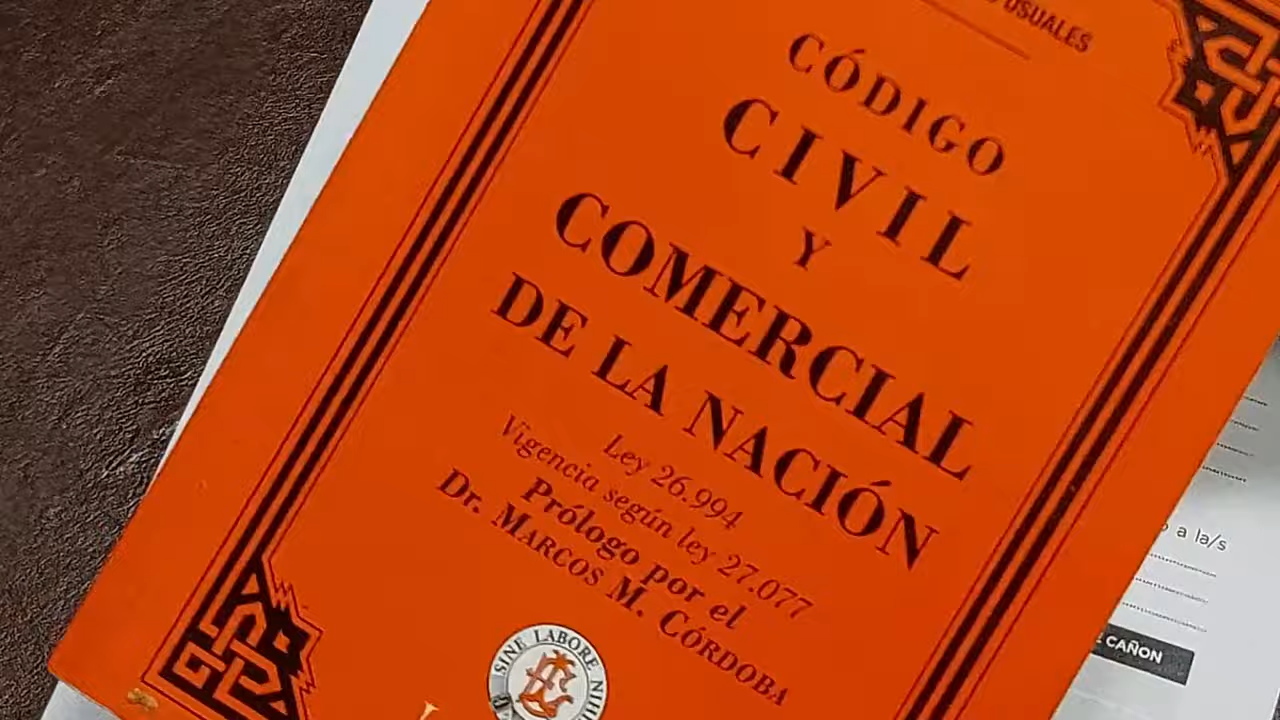 USUALES
CÓDIGO
CIVIL
Y
COMERCIAL
DE LA NACIÓN
Ley 26.994
Vigencia según ley 27.077
Prólogo por el
Dr. MARCOS M. CÓRDOBA
SINE LABORE NIHIL
a la/s
CAÑON